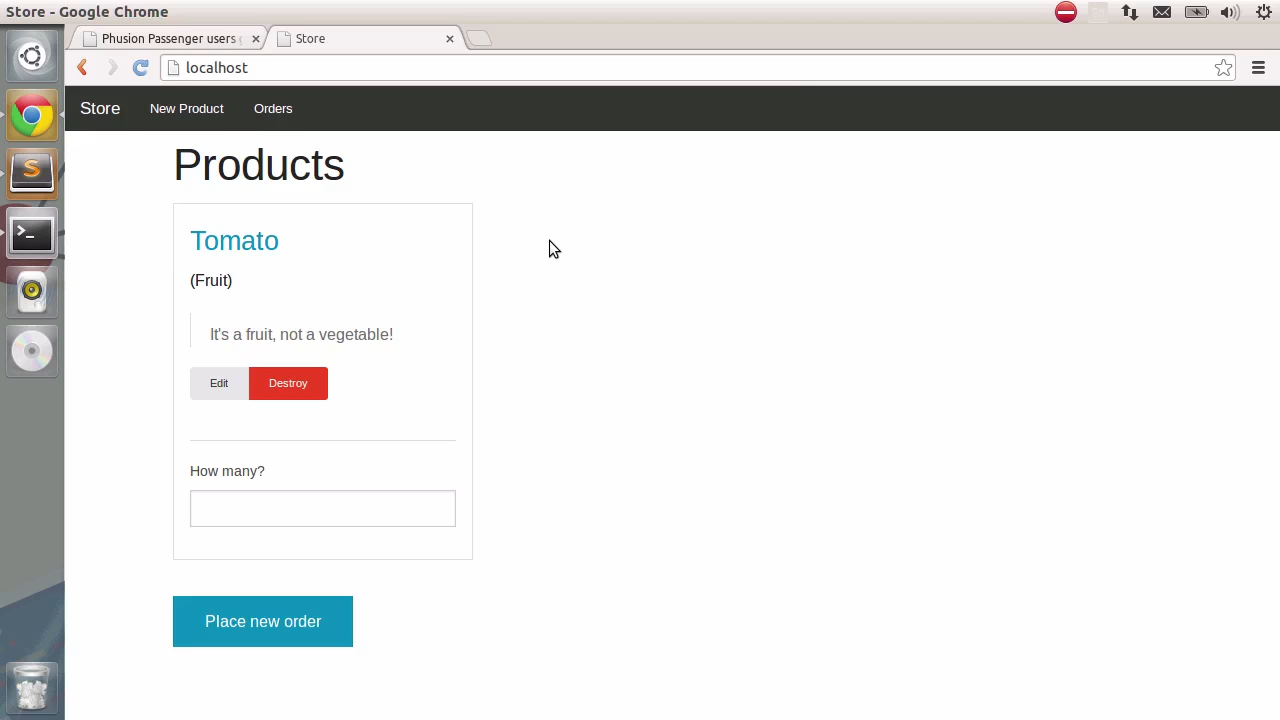 Store - Google Chrome
Phusion Passenger users
Store
localhost
Store
New Product
Orders
Products
Tomato
(Fruit)
It's a fruit, not a vegetable!
Edit
Destroy
How many?
Place new order